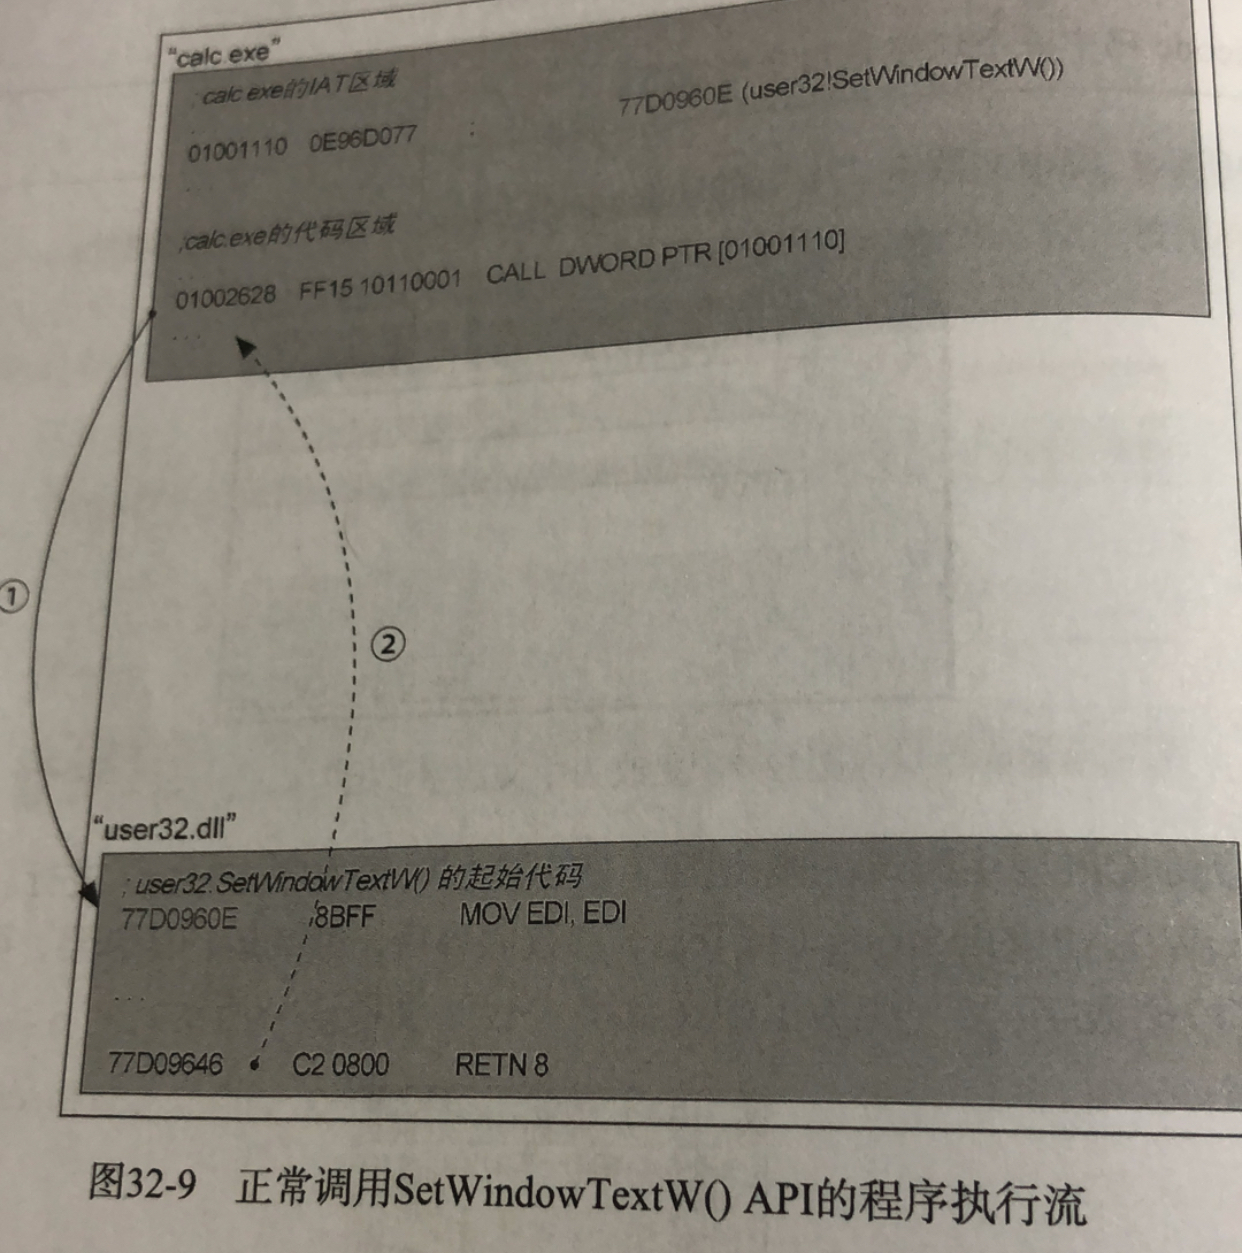 “calc.exe”
; calc.exe的IAT区域
01001110 0E96D077 ; 77D0960E (user32!SetWindowTextW())
...
;calc.exe的代码区域
...
01002628 FF15 10110001 CALL DWORD PTR [01001110]
...
①
②
“user32.dll”
; user32.SetWindowTextW() 的起始代码
77D0960E 8BFF MOV EDI, EDI
...
77D09646 C2 0800 RETN 8
图32-9 正常调用SetWindowTextW() API的程序执行流